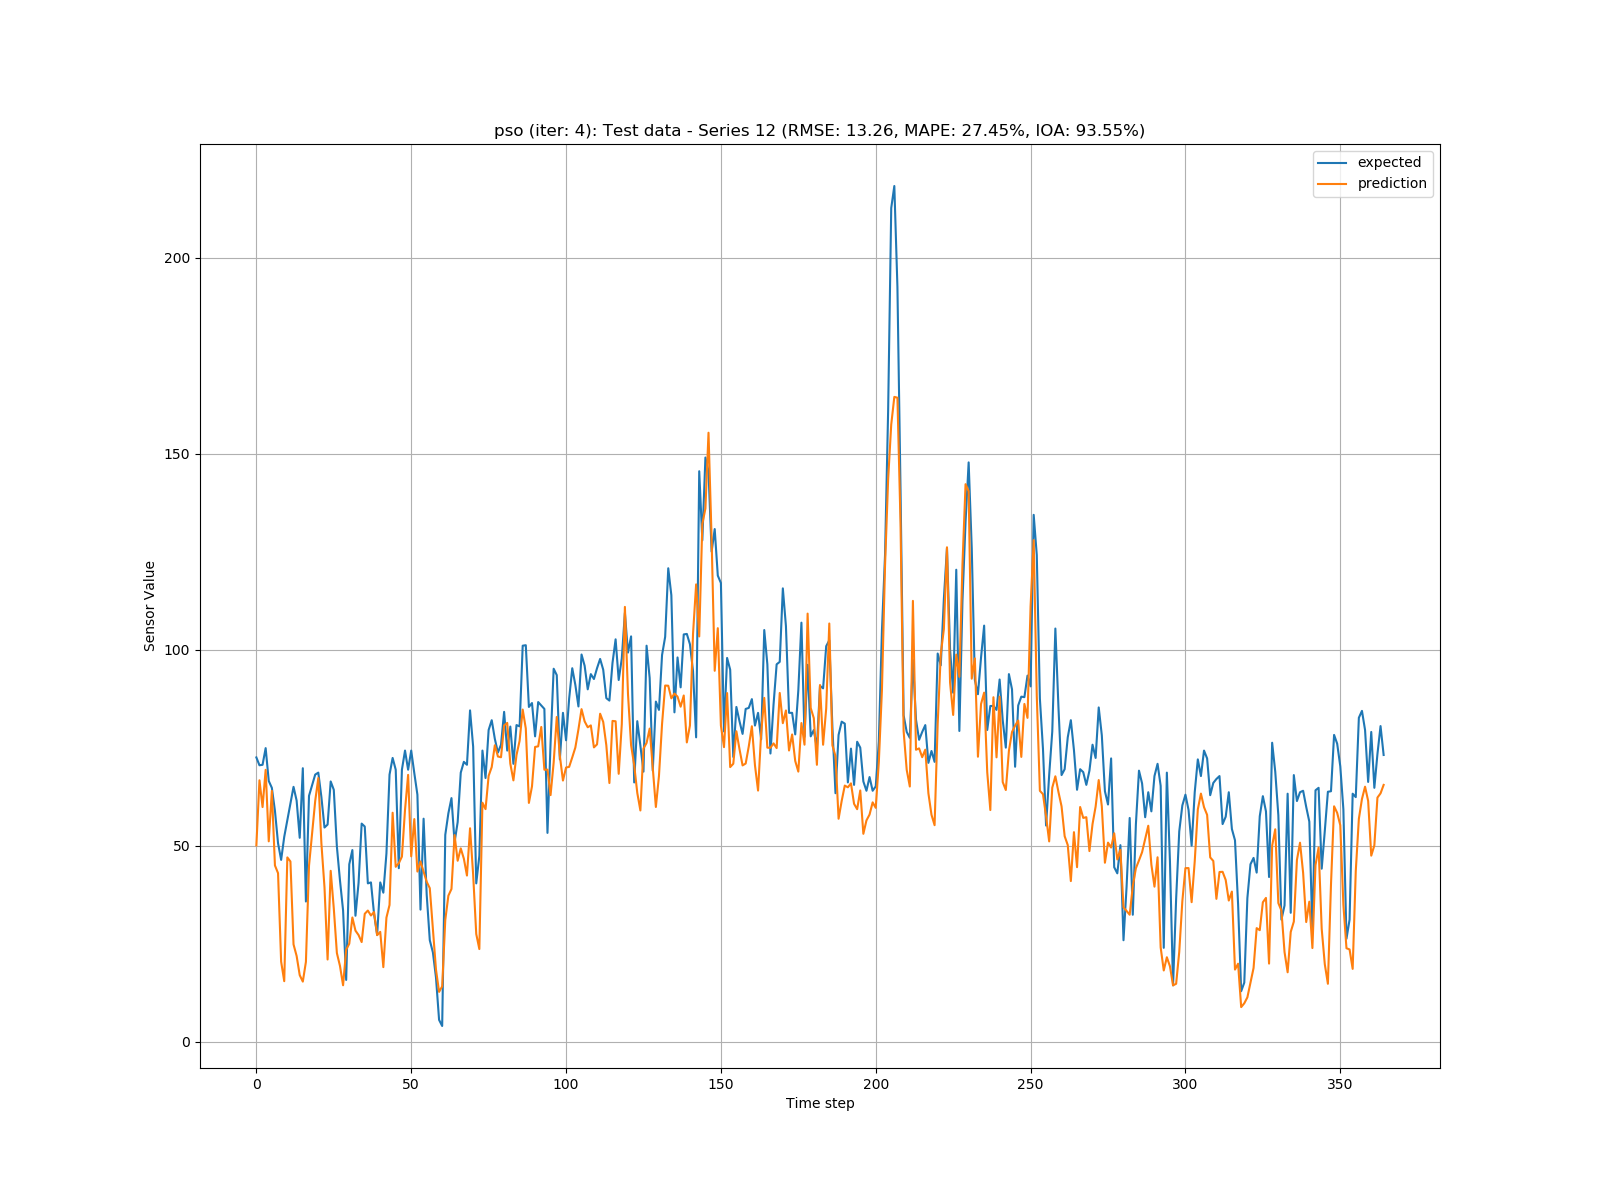 pso (iter: 4): Test data - Series 12 (RMSE: 13.26, MAPE: 27.45%, IOA: 93.55%)
expected
prediction
200
150
100
50
0
Sensor Value
0 50 100 150 200 250 300 350
Time step